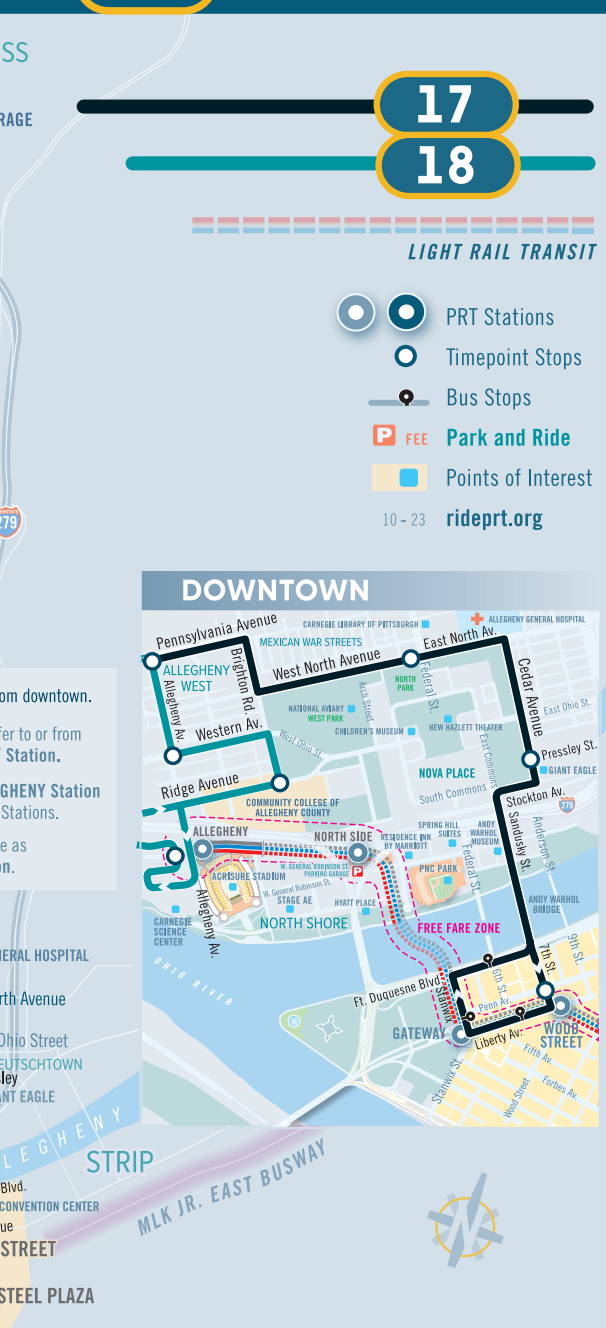 SS
RAGE
17
18
LIGHT RAIL TRANSIT
PRT Stations
Timepoint Stops
Bus Stops
P FEE Park and Ride
Points of Interest
10 - 23 rideprt.org
279
om downtown.
fer to or from
Station.
EGHENY Station
Stations.
e as
on.
DOWNTOWN
Pennsylvania Avenue
CARNEGIE LIBRARY OF PITTSBURGH
ALLEGHENY GENERAL HOSPITAL
MEXICAN WAR STREETS
East North Av.
ALLEGHENY
WEST
Brighton Rd.
West North Avenue
Allegheny Av.
NORTH
PARK
Federal St.
Cedar Avenue
Arch Street
NATIONAL AVIARY
WEST PARK
East Ohio St.
CHILDREN'S MUSEUM
NEW HAZLETT THEATER
Western Av.
West Ohio St.
East Commons
Pressley St.
GIANT EAGLE
NOVA PLACE
Ridge Avenue
South Commons
Stockton Av.
279
COMMUNITY COLLEGE OF
ALLEGHENY COUNTY
ALLEGHENY
NORTH SIDE
SPRING HILL
SUITES
ANDY
WARHOL
MUSEUM
RESIDENCE INN
BY MARRIOTT
Sandusky St.
Anderson St.
W. GENERAL ROBINSON ST.
PARKING GARAGE
P
Federal St.
ACRISURE STADIUM
PNC PARK
W. General Robinson St.
STAGE AE
HYATT PLACE
ANDY WARHOL
BRIDGE
Allegheny Av.
CARNEGIE
SCIENCE
CENTER
NORTH SHORE
FREE FARE ZONE
9th St.
7th St.
OHIO RIVER
6th St.
Ft. Duquesne Blvd.
Stanwix
Penn Av.
GATEWAY
Liberty Av.
WOOD
STREET
Fifth Av.
Stanwix St.
Forbes Av.
Wood Street
NERAL HOSPITAL
rth Avenue
Ohio Street
EUTSCHTOWN
ley
ANT EAGLE
LEGHENY
STRIP
MLK JR. EAST BUSWAY
Blvd.
CONVENTION CENTER
ue
STREET
STEEL PLAZA
N